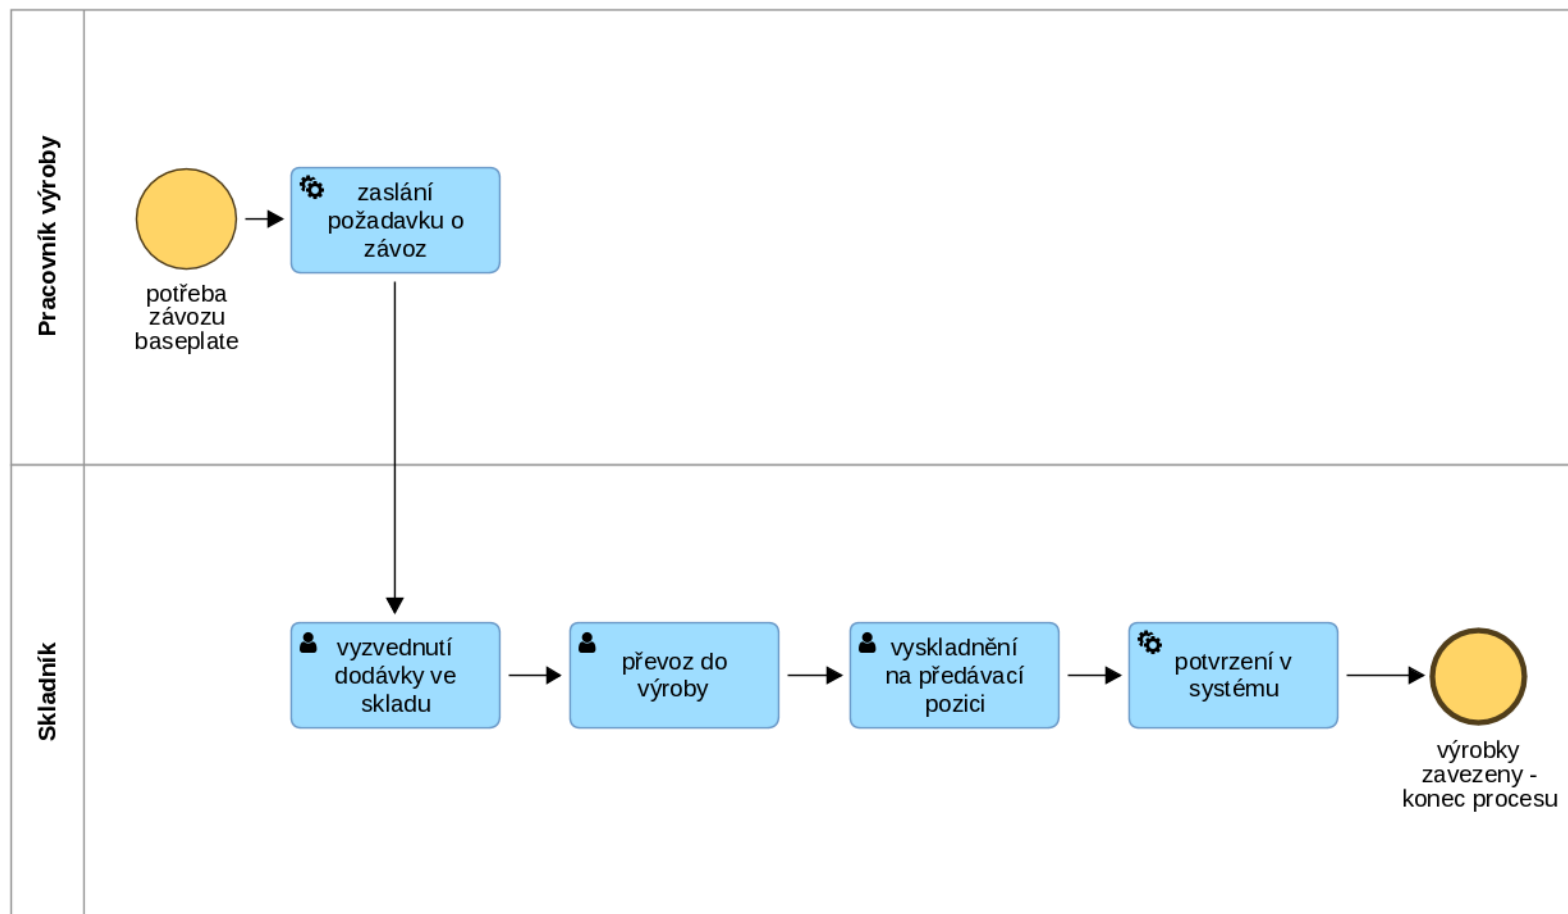 Pracovník výroby
potřeba
závozu
baseplate
zaslání
požadavku o
závoz
Skladník
vyzvednutí
dodávky ve
skladu
převoz do
výroby
vyskladnění
na předávací
pozici
potvrzení v
systému
výrobky
zavezeny -
konec procesu